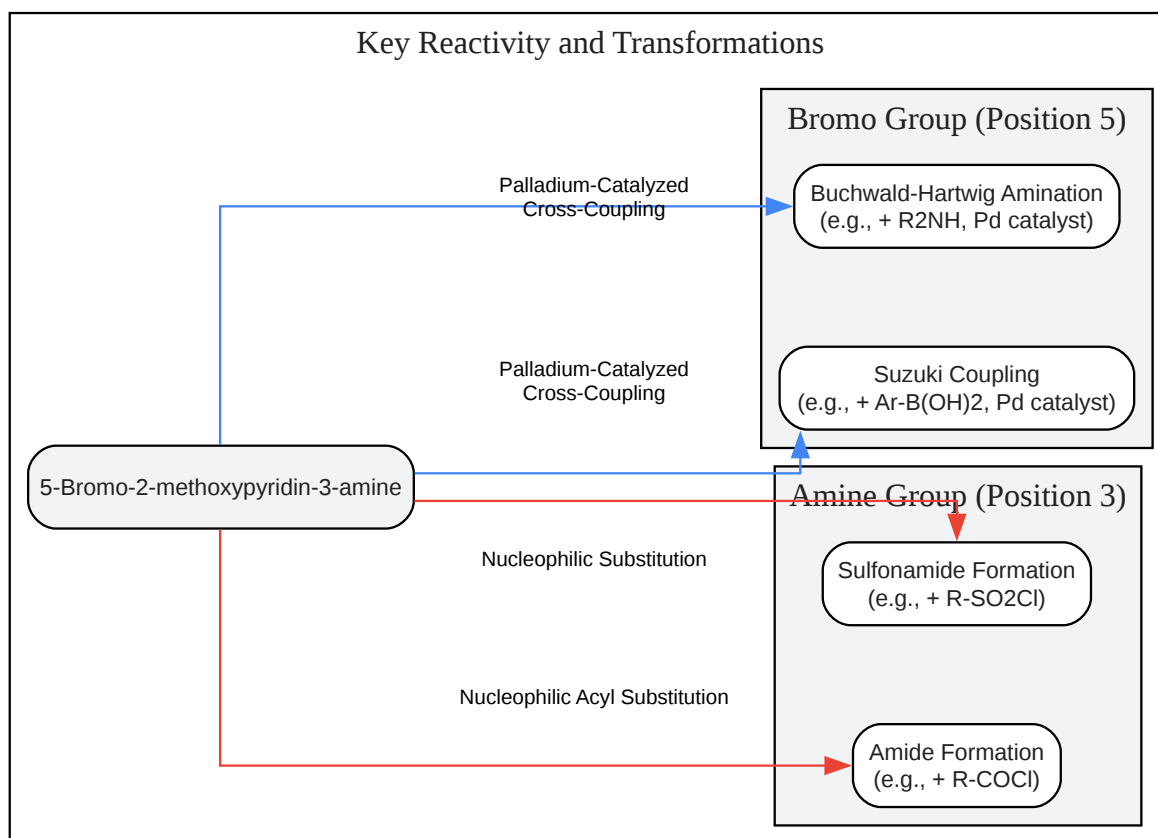 Key Reactivity and Transformations
Bromo Group (Position 5)
Palladium-Catalyzed
Cross-Coupling
Buchwald-Hartwig Amination
(e.g., + R2NH, Pd catalyst)
Palladium-Catalyzed
Cross-Coupling
Suzuki Coupling
(e.g., + Ar-B(OH)2, Pd catalyst)
5-Bromo-2-methoxypyridin-3-amine
Amine Group (Position 3)
Nucleophilic Substitution
Sulfonamide Formation
(e.g., + R-SO2Cl)
Nucleophilic Acyl Substitution
Amide Formation
(e.g., + R-COCl)